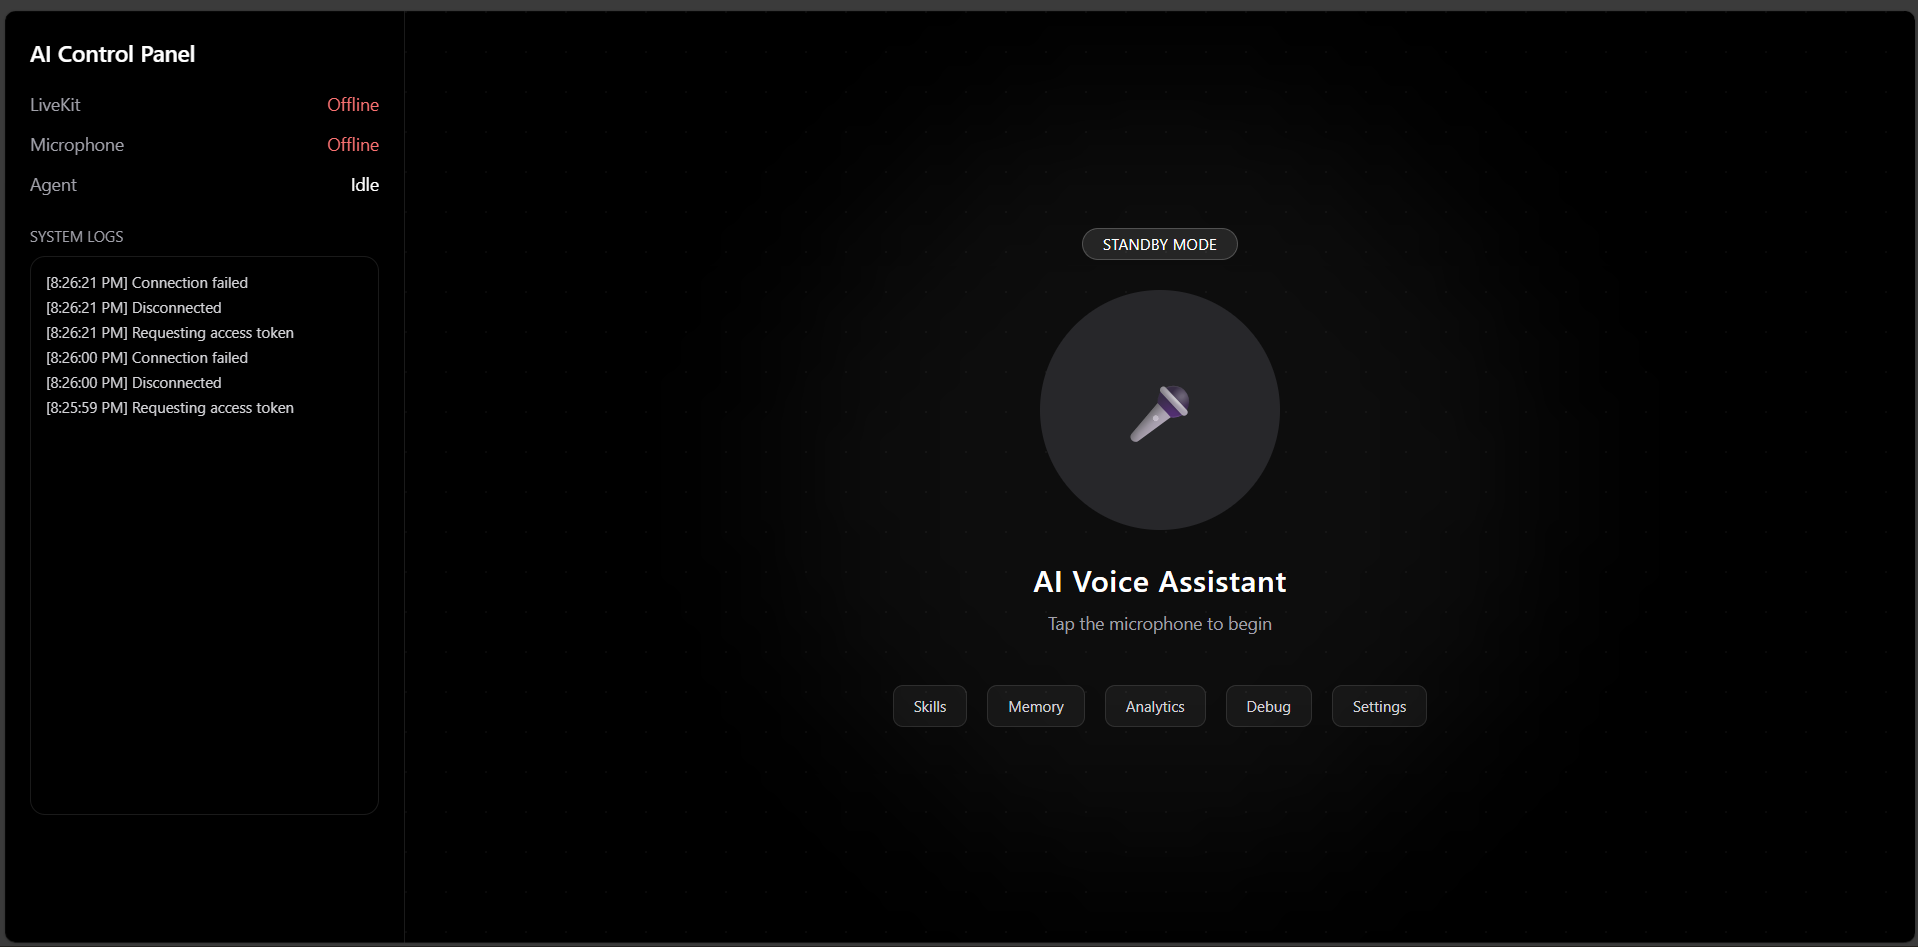 AI Control Panel
LiveKit Offline
Microphone Offline
Agent Idle
SYSTEM LOGS
[8:26:21 PM] Connection failed
[8:26:21 PM] Disconnected
[8:26:21 PM] Requesting access token
[8:26:00 PM] Connection failed
[8:26:00 PM] Disconnected
[8:25:59 PM] Requesting access token
STANDBY MODE
AI Voice Assistant
Tap the microphone to begin
Skills Memory Analytics Debug Settings